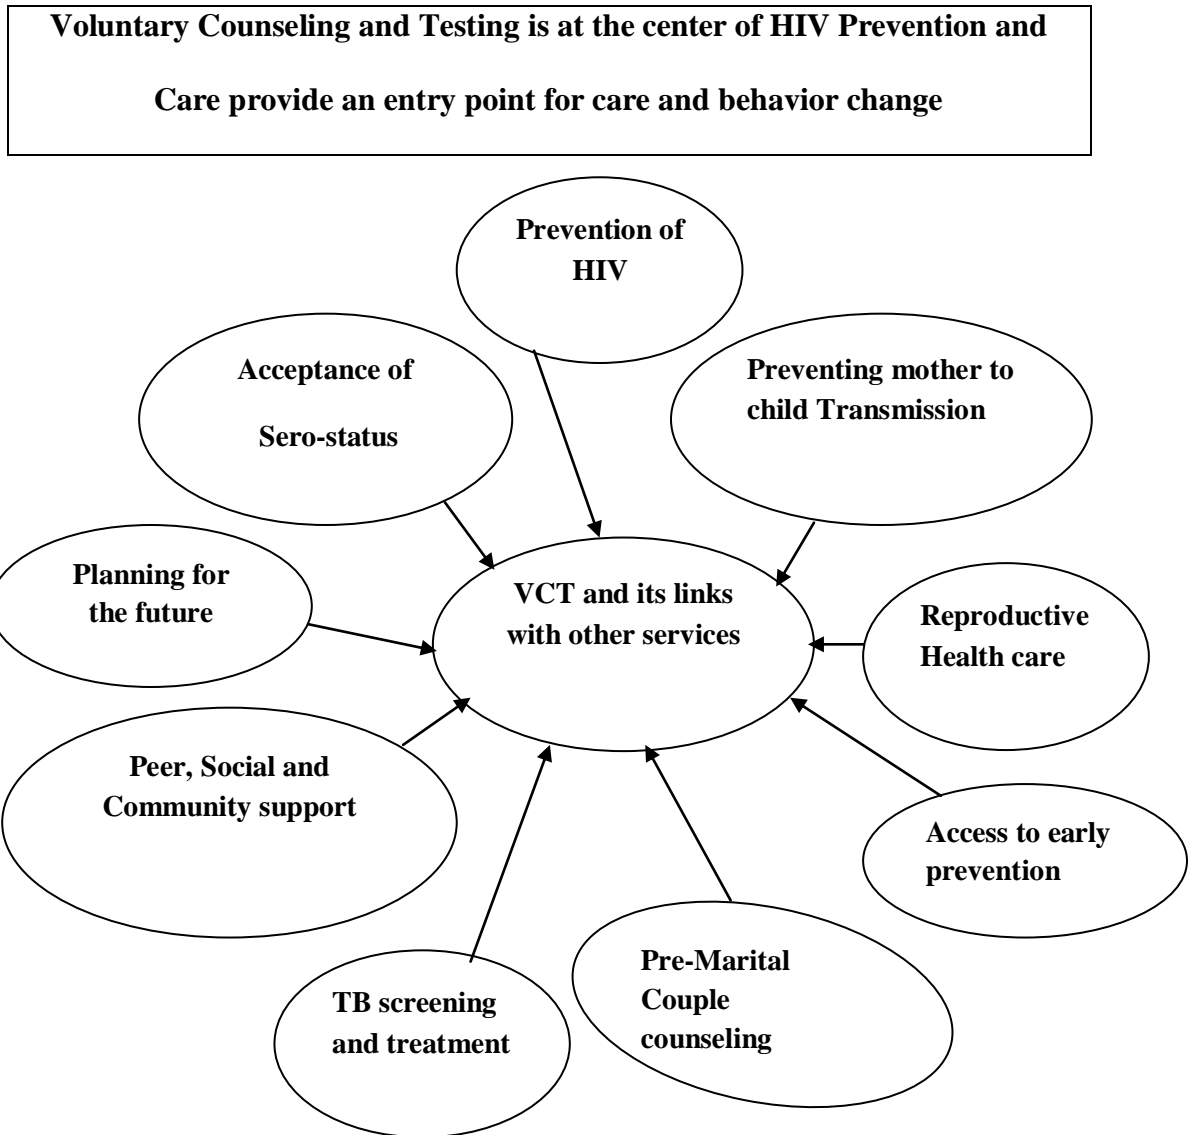 Voluntary Counseling and Testing is at the center of HIV Prevention and
Care provide an entry point for care and behavior change
Prevention of
HIV
Acceptance of
Sero-status
Preventing mother to
child Transmission
Planning for
the future
VCT and its links
with other services
Reproductive
Health care
Peer, Social and
Community support
Access to early
prevention
TB screening
and treatment
Pre-Marital
Couple
counseling